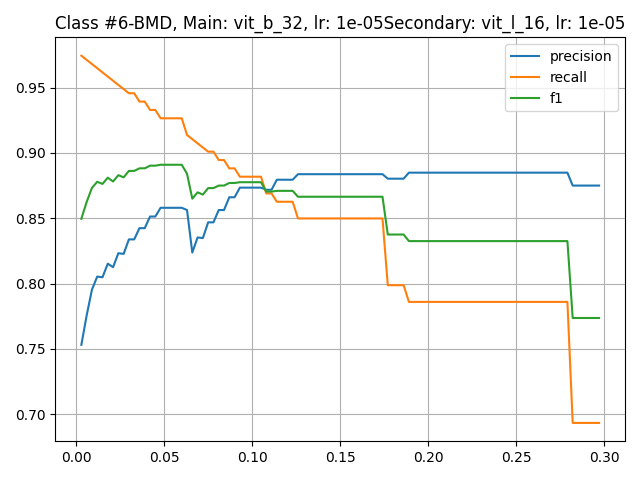 Class #6-BMD, Main: vit_b_32, lr: 1e-05Secondary: vit_l_16, lr: 1e-05
precision
recall
f1
0.95
0.90
0.85
0.80
0.75
0.70
0.00 0.05 0.10 0.15 0.20 0.25 0.30